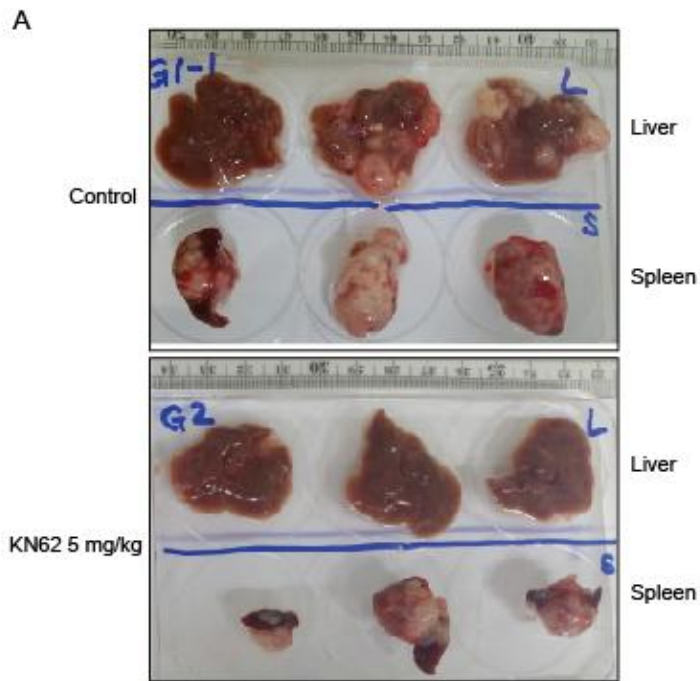 A
G1-1
L
Liver
Control
S
Spleen
G2
L
Liver
KN62 5 mg/kg
S
Spleen